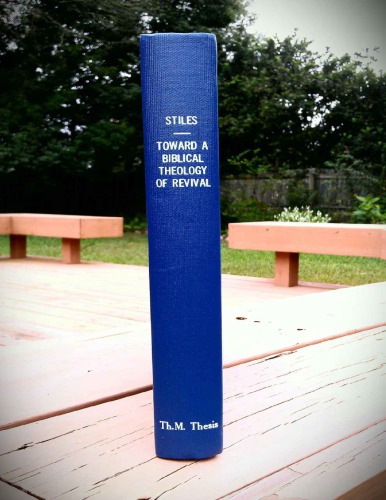 STILES
TOWARD A
BIBLICAL
THEOLOGY
OF REVIVAL
Th.M. Thesis